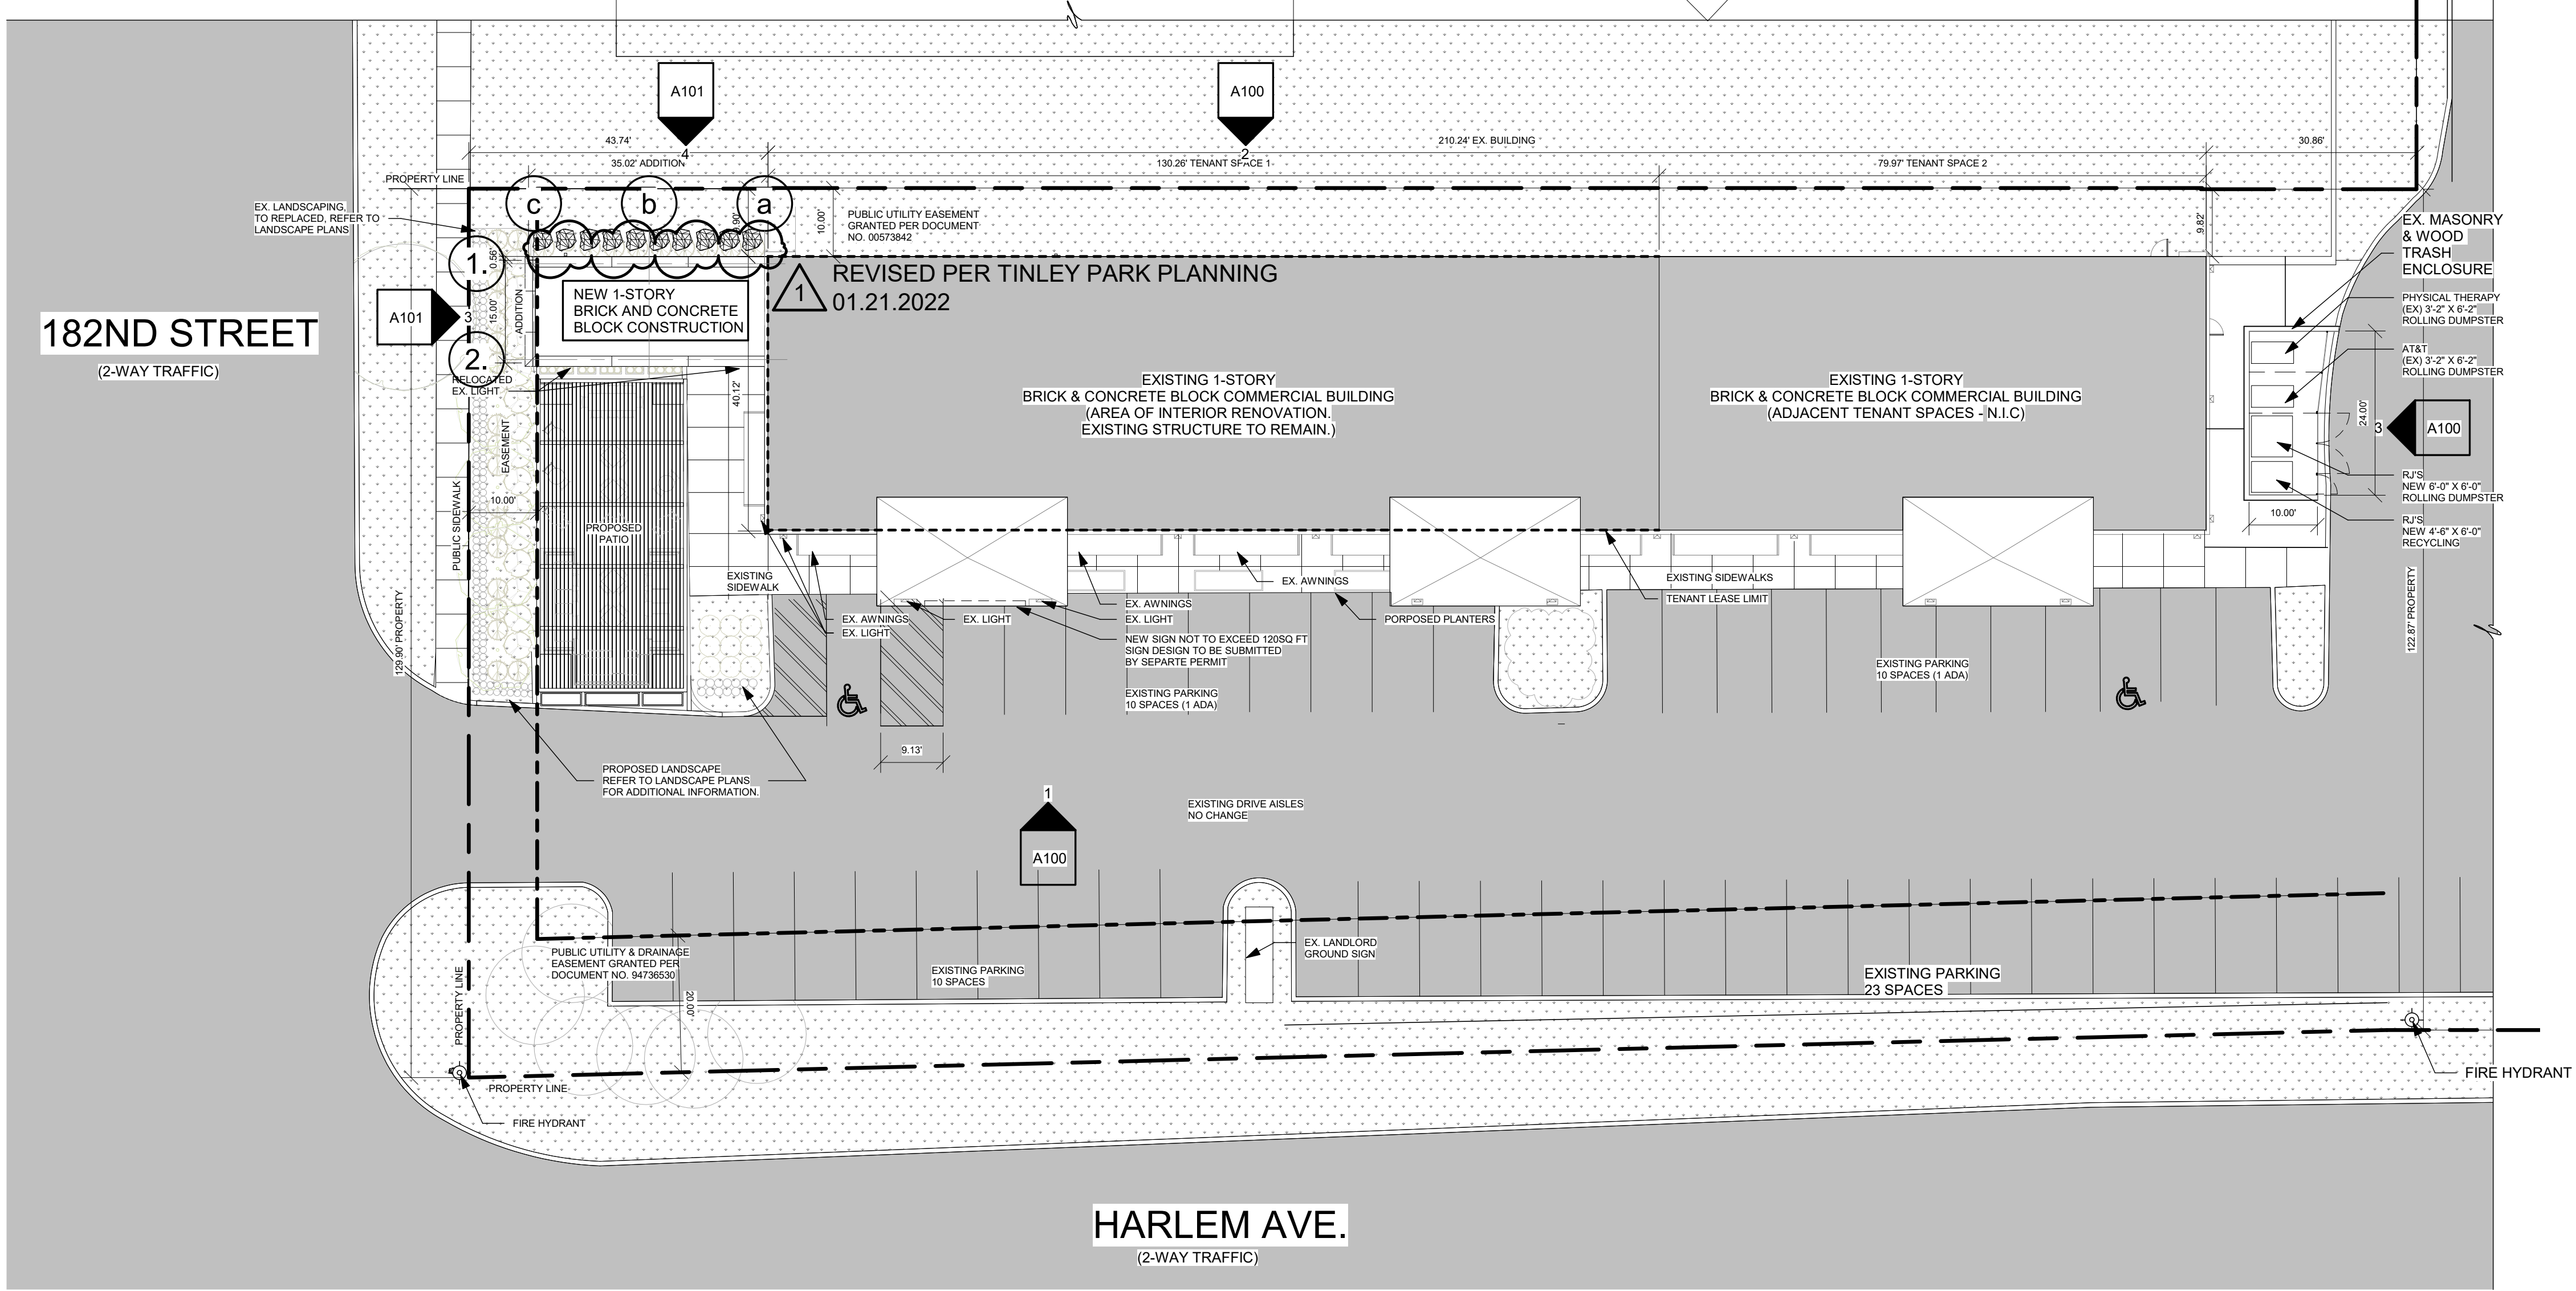 A101
4
A100
2
43.74'
210.24' EX. BUILDING
30.86'
35.02' ADDITION
130.26' TENANT SPACE 1
79.97' TENANT SPACE 2
PROPERTY LINE
EX. LANDSCAPING,
TO REPLACED, REFER TO
LANDSCAPE PLANS
c
b
a
10.00'
PUBLIC UTILITY EASEMENT
GRANTED PER DOCUMENT
NO. 00573842
9.82'
1.
0.56'
15.00'
ADDITION
A101
3
2.
NEW 1-STORY
BRICK AND CONCRETE
BLOCK CONSTRUCTION
1
REVISED PER TINLEY PARK PLANNING
01.21.2022
182ND STREET
(2-WAY TRAFFIC)
RELOCATED
EX. LIGHT
40.12'
EXISTING 1-STORY
BRICK & CONCRETE BLOCK COMMERCIAL BUILDING
(AREA OF INTERIOR RENOVATION.
EXISTING STRUCTURE TO REMAIN.)
EXISTING 1-STORY
BRICK & CONCRETE BLOCK COMMERCIAL BUILDING
(ADJACENT TENANT SPACES - N.I.C)
EX. MASONRY
& WOOD
TRASH
ENCLOSURE
PHYSICAL THERAPY
(EX) 3'-2" X 6'-2"
ROLLING DUMPSTER
AT&T
(EX) 3'-2" X 6'-2"
ROLLING DUMPSTER
24.00'
3
A100
RJ'S
NEW 6'-0" X 6'-0"
ROLLING DUMPSTER
10.00'
RJ'S
NEW 4'-6" X 6'-0"
RECYCLING
EASEMENT
10.00'
PUBLIC SIDEWALK
PROPOSED
PATIO
EXISTING
SIDEWALK
129.90' PROPERTY
122.87' PROPERTY
EX. AWNINGS
EX. LIGHT
EX. LIGHT
EX. AWNINGS
EX. LIGHT
NEW SIGN NOT TO EXCEED 120SQ FT
SIGN DESIGN TO BE SUBMITTED
BY SEPARTE PERMIT
EX. AWNINGS
PORPOSED PLANTERS
EXISTING SIDEWALKS
TENANT LEASE LIMIT
EXISTING PARKING
10 SPACES (1 ADA)
EXISTING PARKING
10 SPACES (1 ADA)
9.13'
PROPOSED LANDSCAPE
REFER TO LANDSCAPE PLANS
FOR ADDITIONAL INFORMATION.
1
A100
EXISTING DRIVE AISLES
NO CHANGE
PUBLIC UTILITY & DRAINAGE
EASEMENT GRANTED PER
DOCUMENT NO. 94736530
20.00'
EXISTING PARKING
10 SPACES
EX. LANDLORD
GROUND SIGN
EXISTING PARKING
23 SPACES
PROPERTY LINE
PROPERTY LINE
FIRE HYDRANT
FIRE HYDRANT
HARLEM AVE.
(2-WAY TRAFFIC)